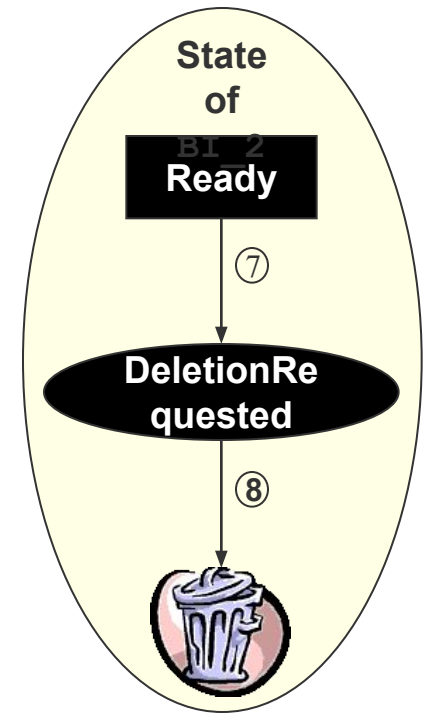 State
of
BI_2
Ready
7
DeletionRe
quested
8